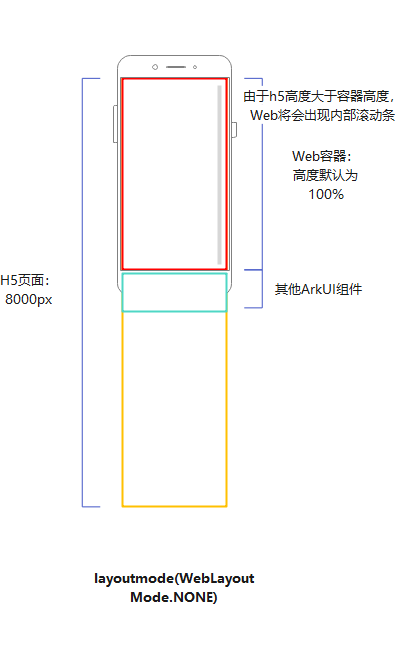 由于h5高度大于容器高度，
Web将会出现内部滚动条
Web容器：
高度默认为
100%
H5页面：
8000px
其他ArkUI组件
layoutmode(WebLayout
Mode.NONE)